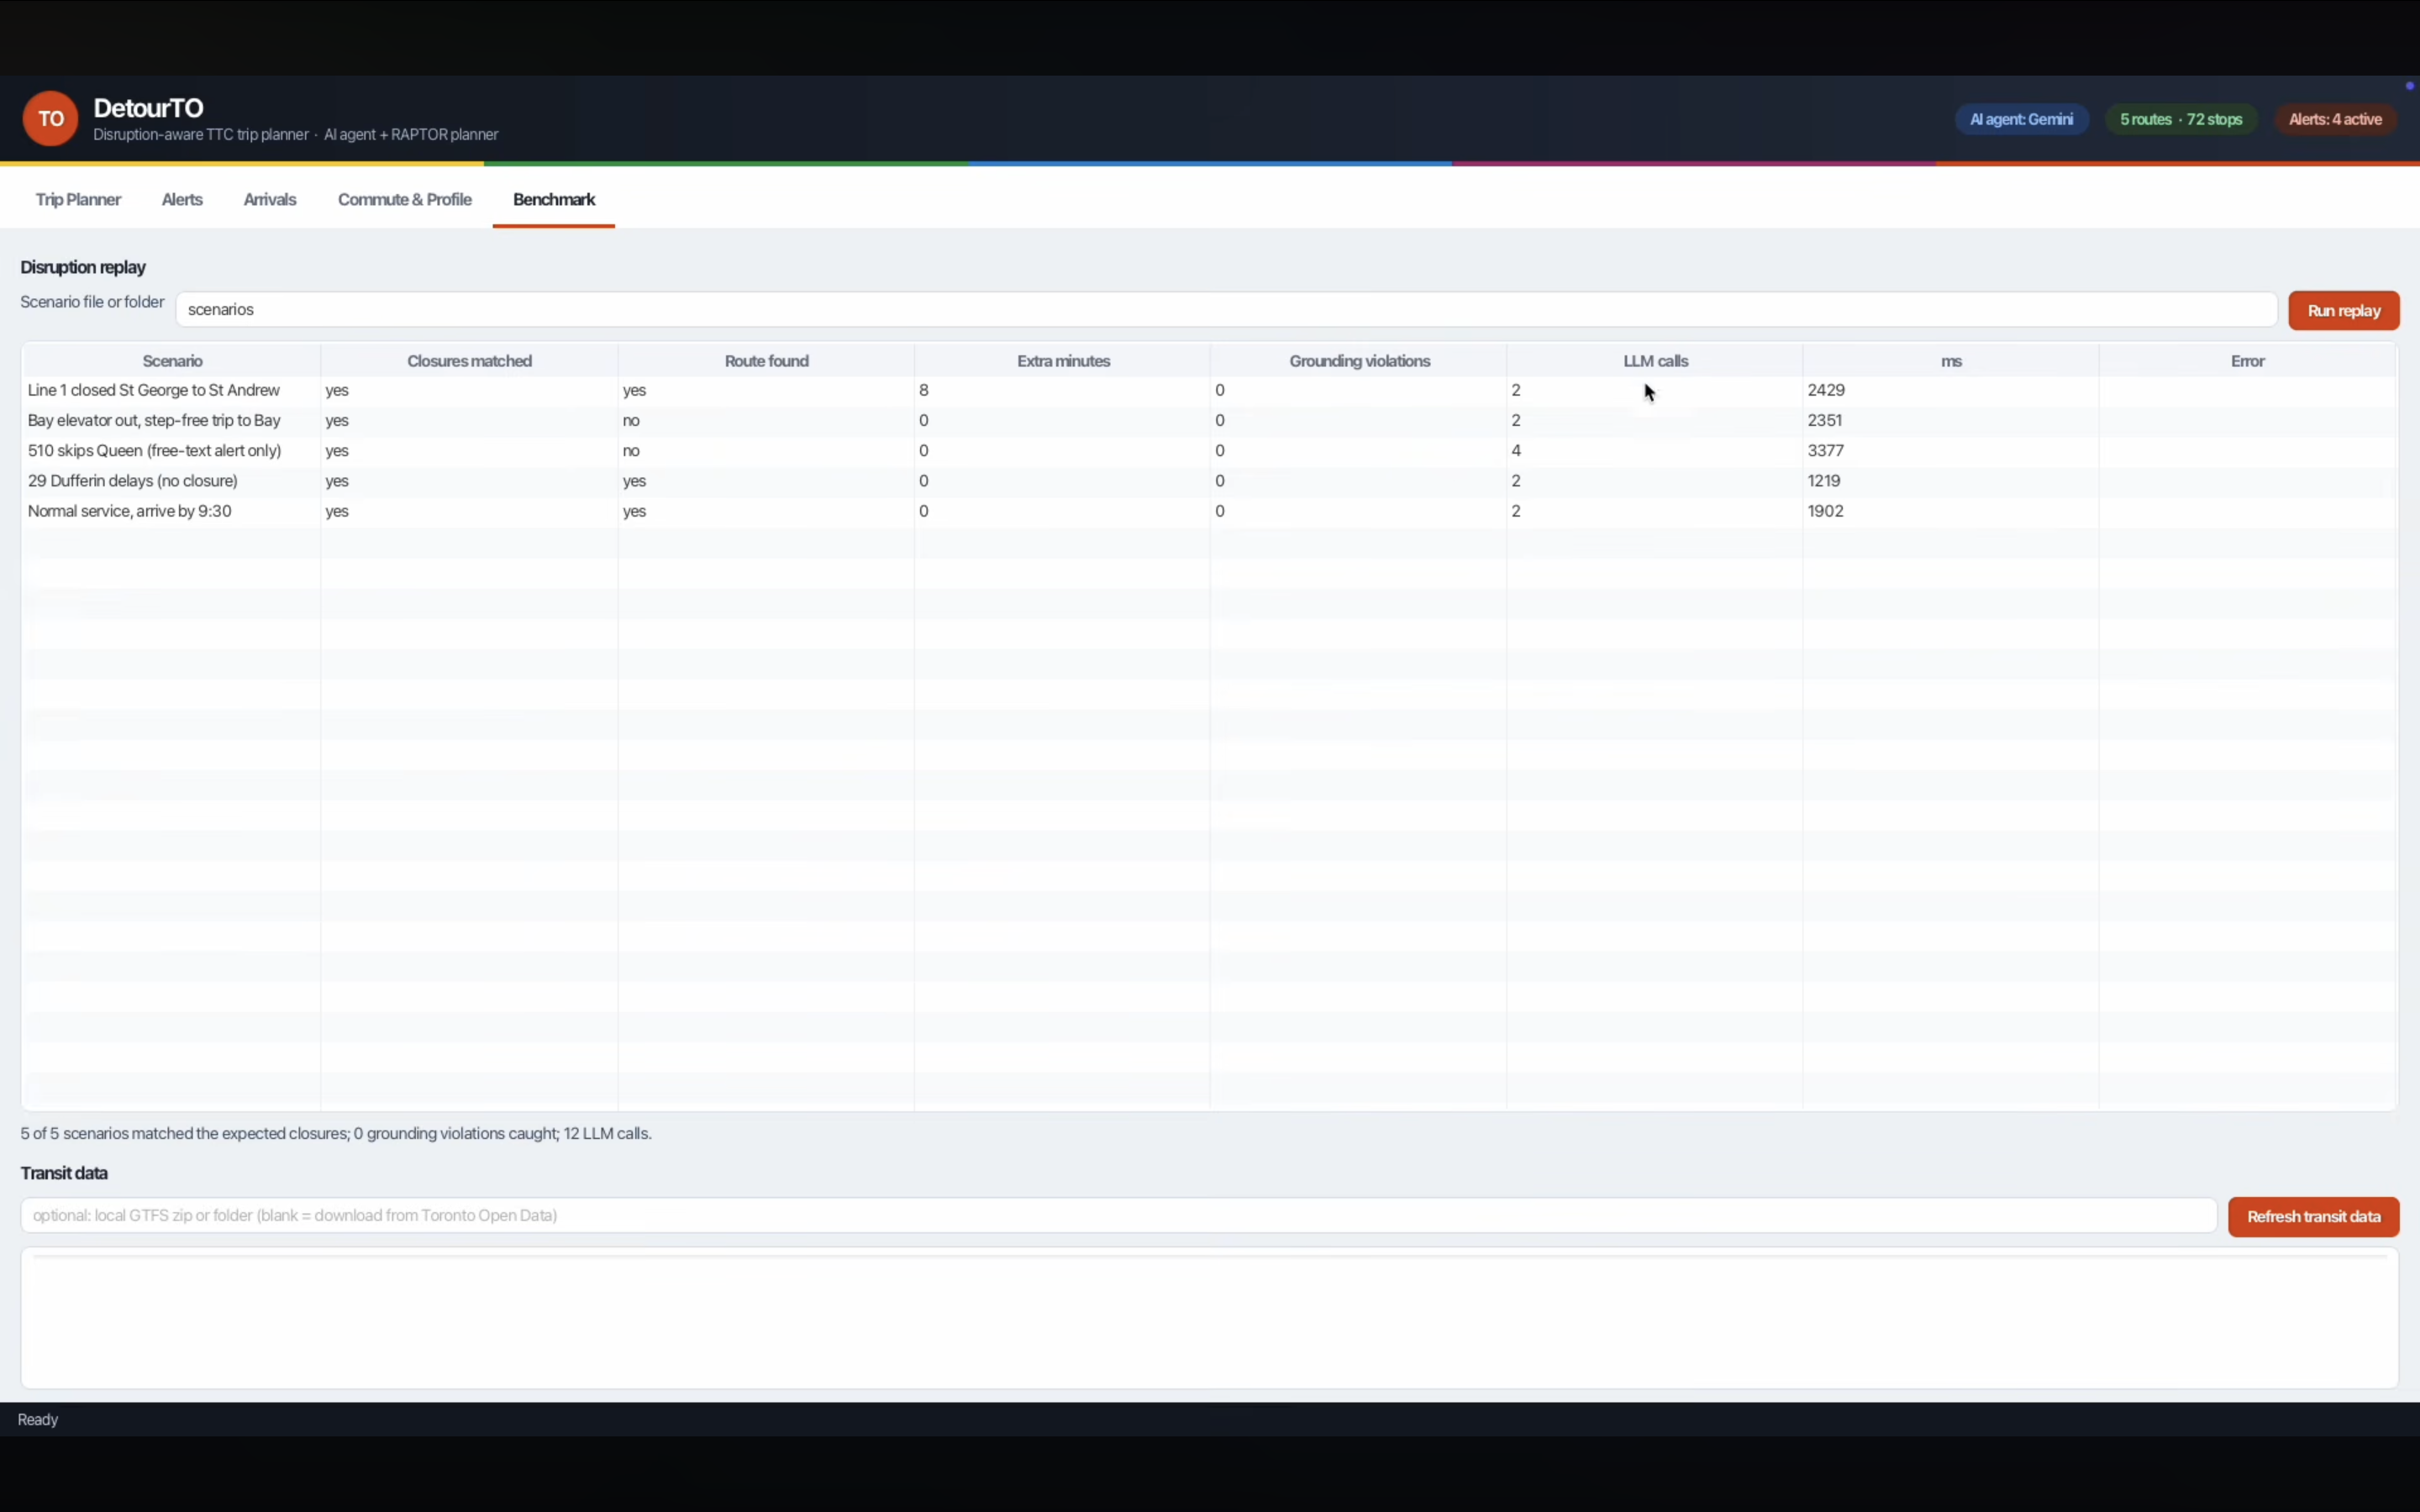 TO
DetourTO
Disruption-aware TTC trip planner · AI agent + RAPTOR planner
AI agent: Gemini
5 routes · 72 stops
Alerts: 4 active
Trip Planner Alerts Arrivals Commute & Profile Benchmark
Disruption replay
Scenario file or folder scenarios Run replay
Scenario Closures matched Route found Extra minutes Grounding violations LLM calls ms Error
Line 1 closed St George to St Andrew yes yes 8 0 2 2429
Bay elevator out, step-free trip to Bay yes no 0 0 2 2351
510 skips Queen (free-text alert only) yes no 0 0 4 3377
29 Dufferin delays (no closure) yes yes 0 0 2 1219
Normal service, arrive by 9:30 yes yes 0 0 2 1902
5 of 5 scenarios matched the expected closures; 0 grounding violations caught; 12 LLM calls.
Transit data
optional: local GTFS zip or folder (blank = download from Toronto Open Data) Refresh transit data
Ready